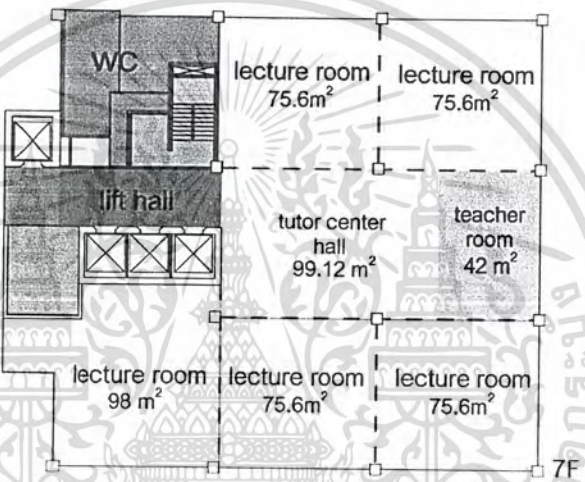 WC
lecture room
75.6m²
lecture room
75.6m²
lift hall
tutor center
hall
99.12 m²
teacher
room
42 m²
lecture room
98 m²
lecture room
75.6m²
lecture room
75.6m²
7F